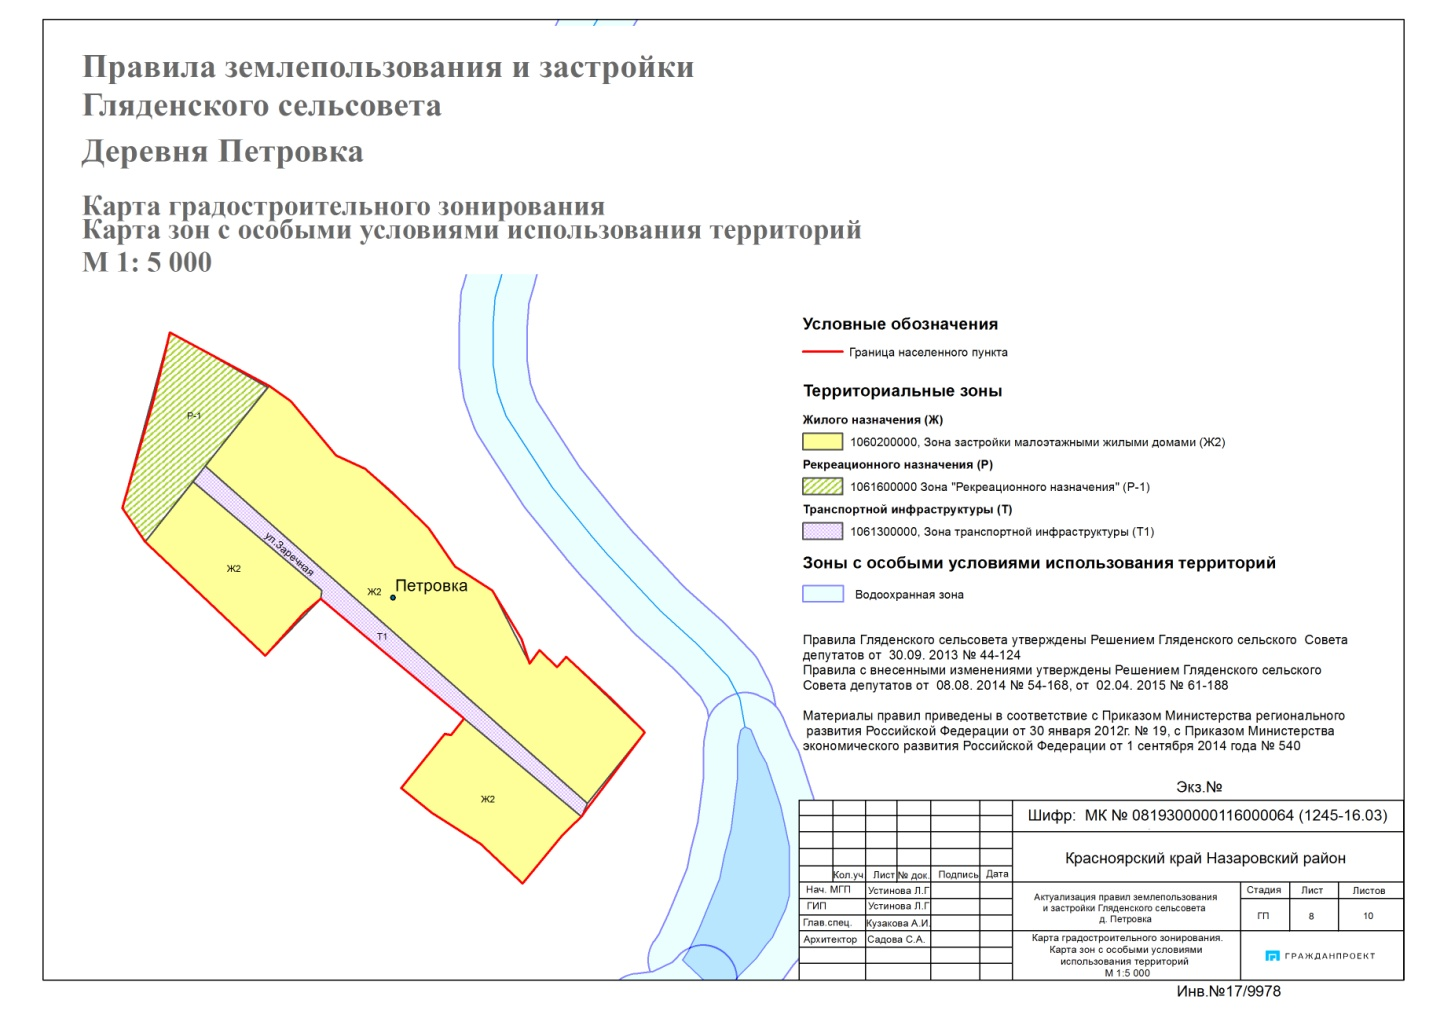 Правила землепользования и застройки
Гляденского сельсовета
Деревня Петровка
Карта градостроительного зонирования
Карта зон с особыми условиями использования территорий
М 1: 5 000
Р-1
ул.Заречная
Ж2
Ж2
Петровка
Т1
Ж2
Условные обозначения
Граница населенного пункта
Территориальные зоны
Жилого назначения (Ж)
1060200000, Зона застройки малоэтажными жилыми домами (Ж2)
Рекреационного назначения (Р)
1061600000 Зона "Рекреационного назначения" (Р-1)
Транспортной инфраструктуры (Т)
1061300000, Зона транспортной инфраструктуры (Т1)
Зоны с особыми условиями использования территорий
Водоохранная зона
Правила Гляденского сельсовета утверждены Решением Гляденского сельского Совета
депутатов от 30.09. 2013 № 44-124
Правила с внесенными изменениями утверждены Решением Гляденского сельского
Совета депутатов от 08.08. 2014 № 54-168, от 02.04. 2015 № 61-188
Материалы правил приведены в соответствие с Приказом Министерства регионального
развития Российской Федерации от 30 января 2012г. № 19, с Приказом Министерства
экономического развития Российской Федерации от 1 сентября 2014 года № 540
Экз.№
Шифр: МК № 0819300000116000064 (1245-16.03)
Красноярский край Назаровский район
Кол.уч Лист № док. Подпись Дата
Нач. МГП Устинова Л.Г
ГИП Устинова Л.Г
Глав.спец. Кузакова А.И.
Архитектор Садова С.А.
Актуализация правил землепользования
и застройки Гляденского сельсовета
д. Петровка
Стадия Лист Листов
ГП 8 10
Карта градостроительного зонирования.
Карта зон с особыми условиями
использования территорий
М 1:5 000
ГРАЖДАНПРОЕКТ
Инв.№17/9978